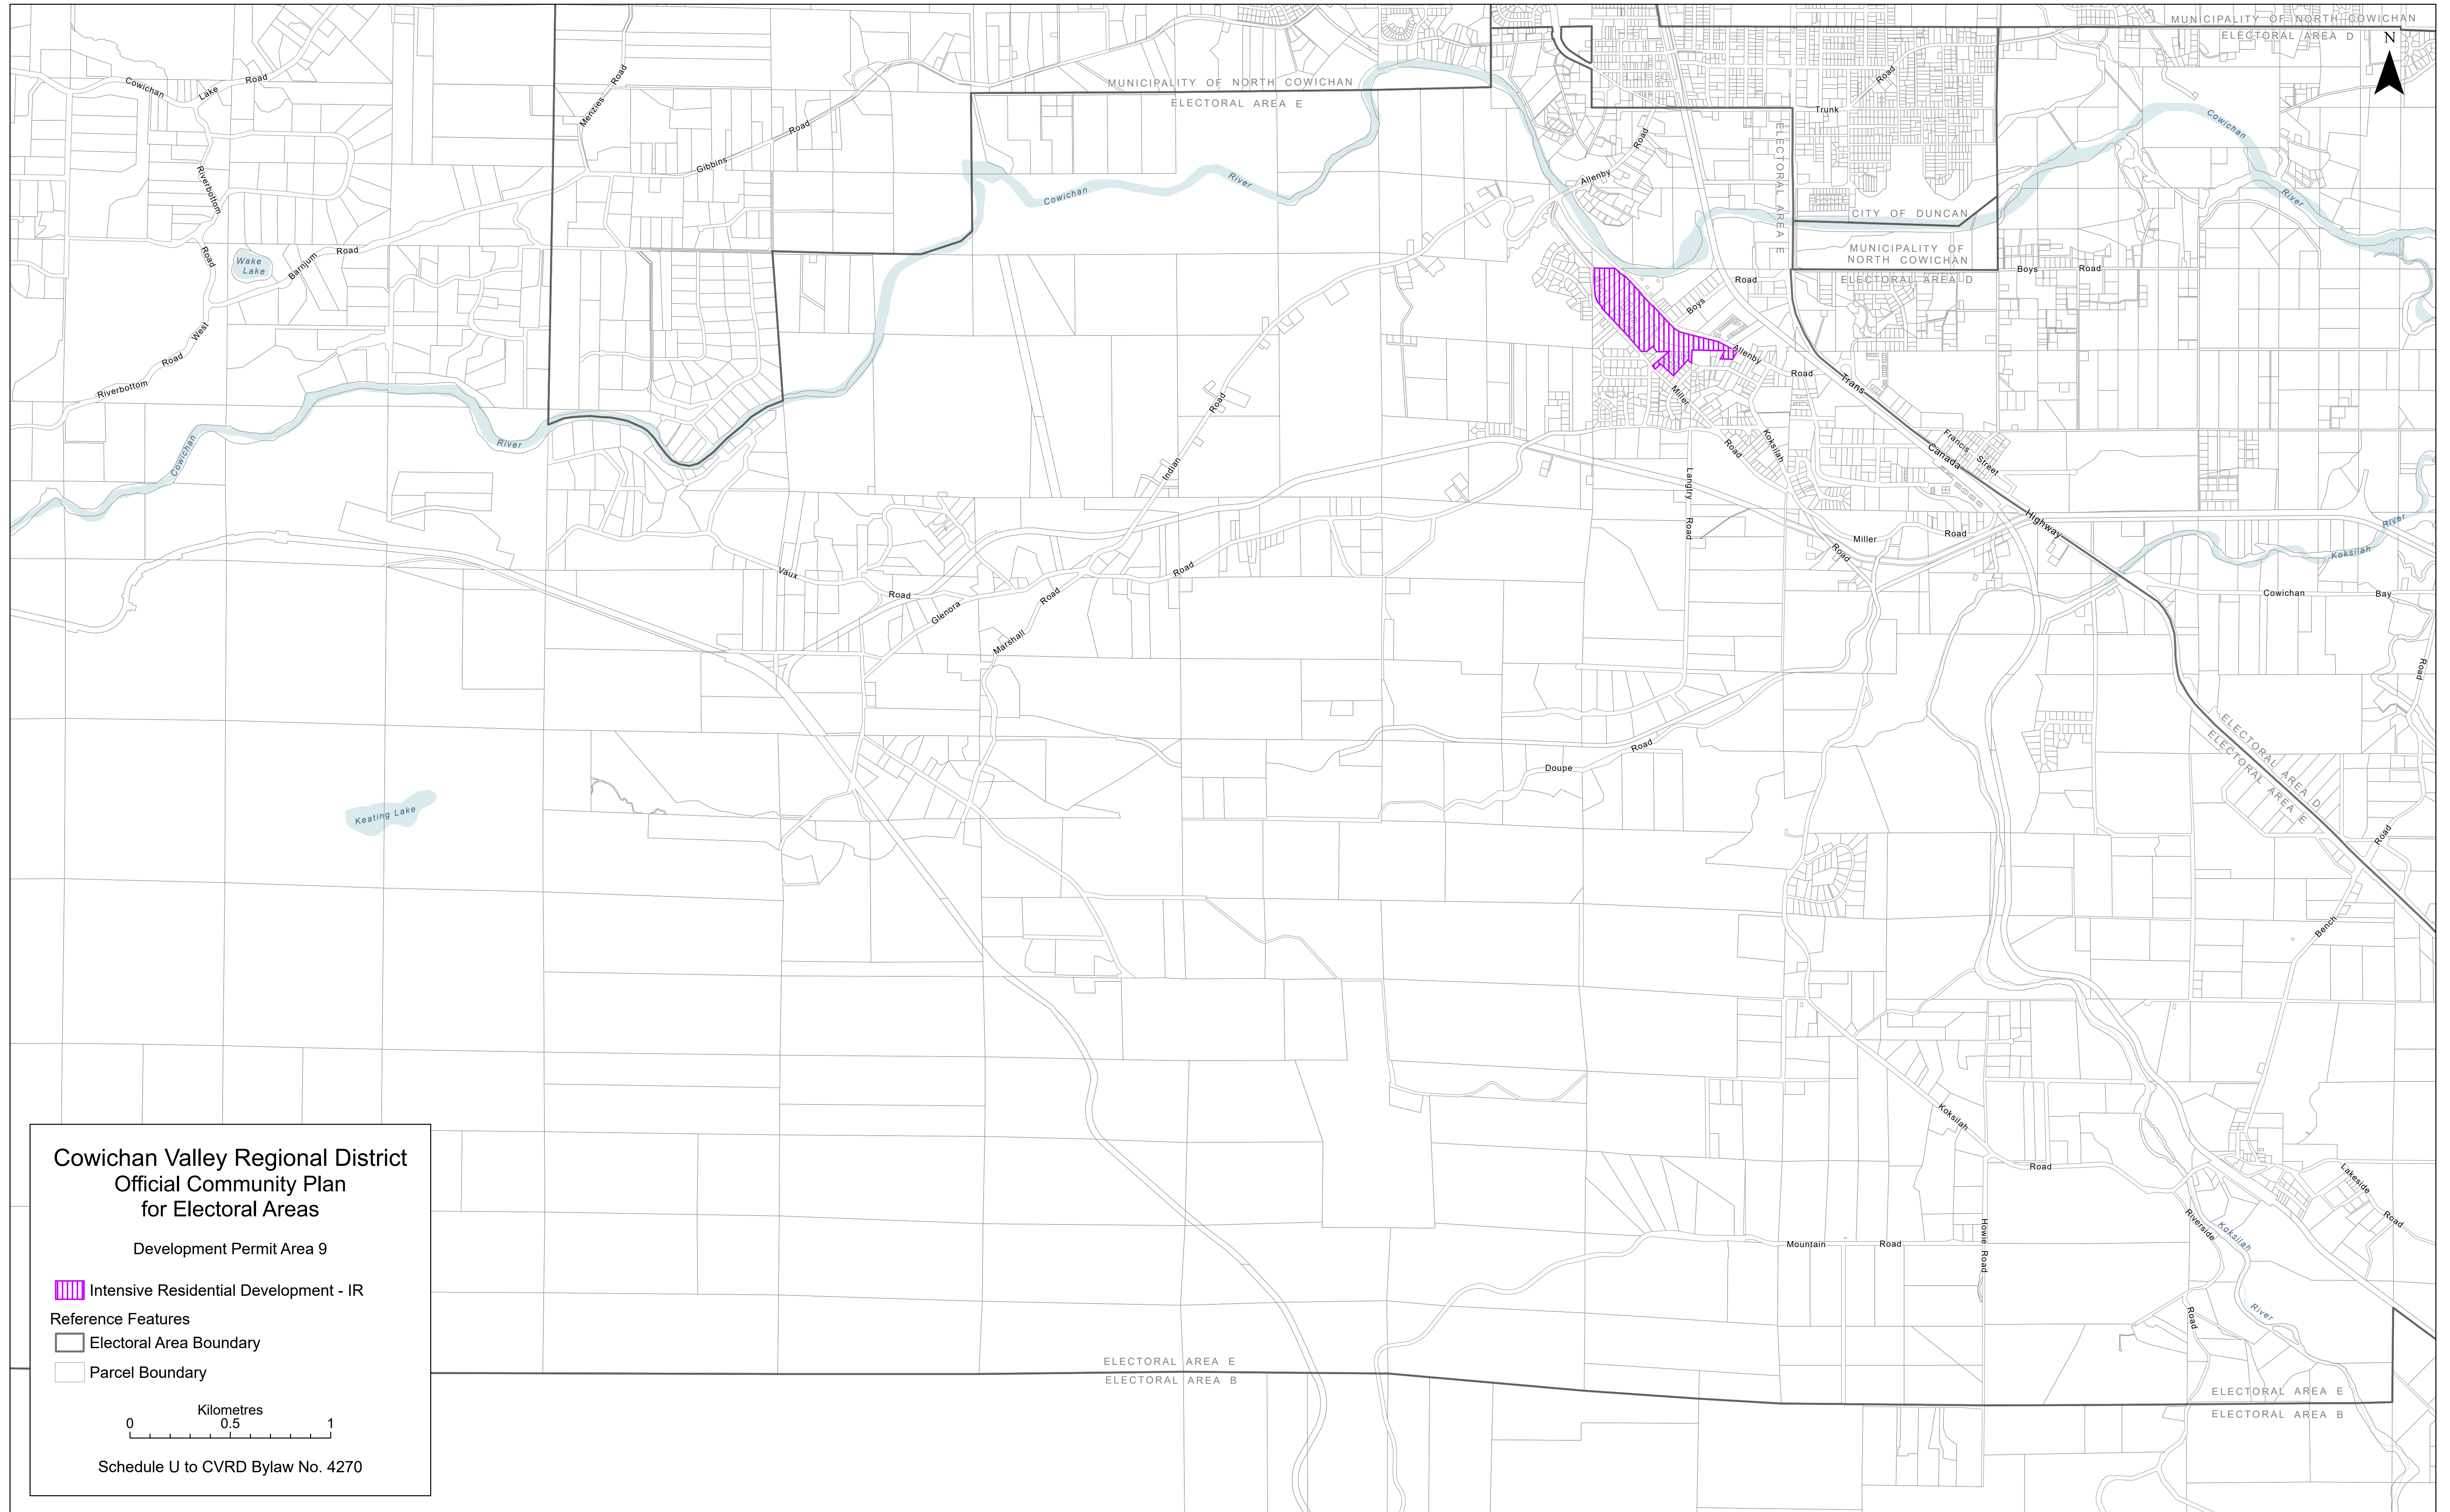 MUNICIPALITY OF NORTH COWICHAN
ELECTORAL AREA D
N
MUNICIPALITY OF NORTH COWICHAN
ELECTORAL AREA E
Cowichan
Lake
Road
Menzies
Road
Gibbins
Road
Riverbottom
Road
West
Road
Riverbottom
Wake
Lake
Barnjum
Road
Cowichan
River
Cowichan
River
Allenby
Road
Trunk
Road
ELECTORAL AREA E
CITY OF DUNCAN
MUNICIPALITY OF
NORTH COWICHAN
ELECTORAL AREA D
Cowichan
River
Boys
Road
Boys
Road
Allenby
Road
Miller
Road
Koksilah
Road
Trans
Canada
Highway
Francis
Street
Langtry
Road
Miller
Road
Indian
Road
Vaux
Road
Glenora
Road
Marshall
Road
Koksilah
River
Cowichan
Bay
Road
Doupe
Road
Keating Lake
ELECTORAL AREA D
ELECTORAL AREA E
Bench
Road
Koksilah
Road
Howie Road
Mountain
Road
Lakeside
Road
Riverside
Road
Koksilah
River
ELECTORAL AREA E
ELECTORAL AREA B
ELECTORAL AREA E
ELECTORAL AREA B
Cowichan Valley Regional District
Official Community Plan
for Electoral Areas
Development Permit Area 9
Intensive Residential Development - IR
Reference Features
Electoral Area Boundary
Parcel Boundary
Kilometres
0 0.5 1
Schedule U to CVRD Bylaw No. 4270